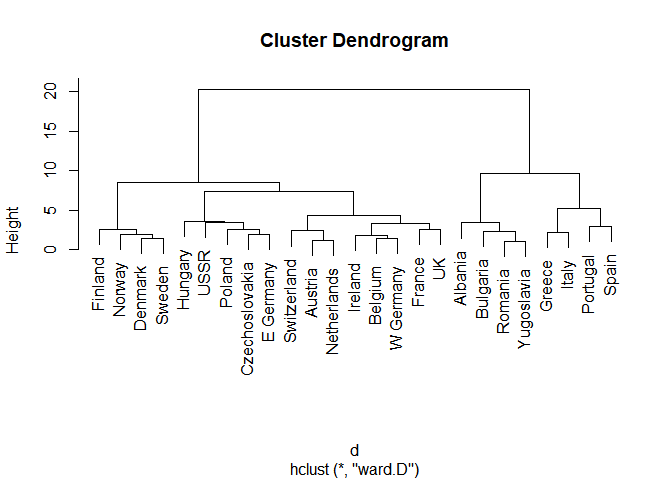 Cluster Dendrogram
Height
20
15
10
5
0
Finland
Norway
Denmark
Sweden
Hungary
USSR
Poland
Czechoslovakia
E Germany
Switzerland
Austria
Netherlands
Ireland
Belgium
W Germany
France
UK
Albania
Bulgaria
Romania
Yugoslavia
Greece
Italy
Portugal
Spain
d
hclust (*, "ward.D")